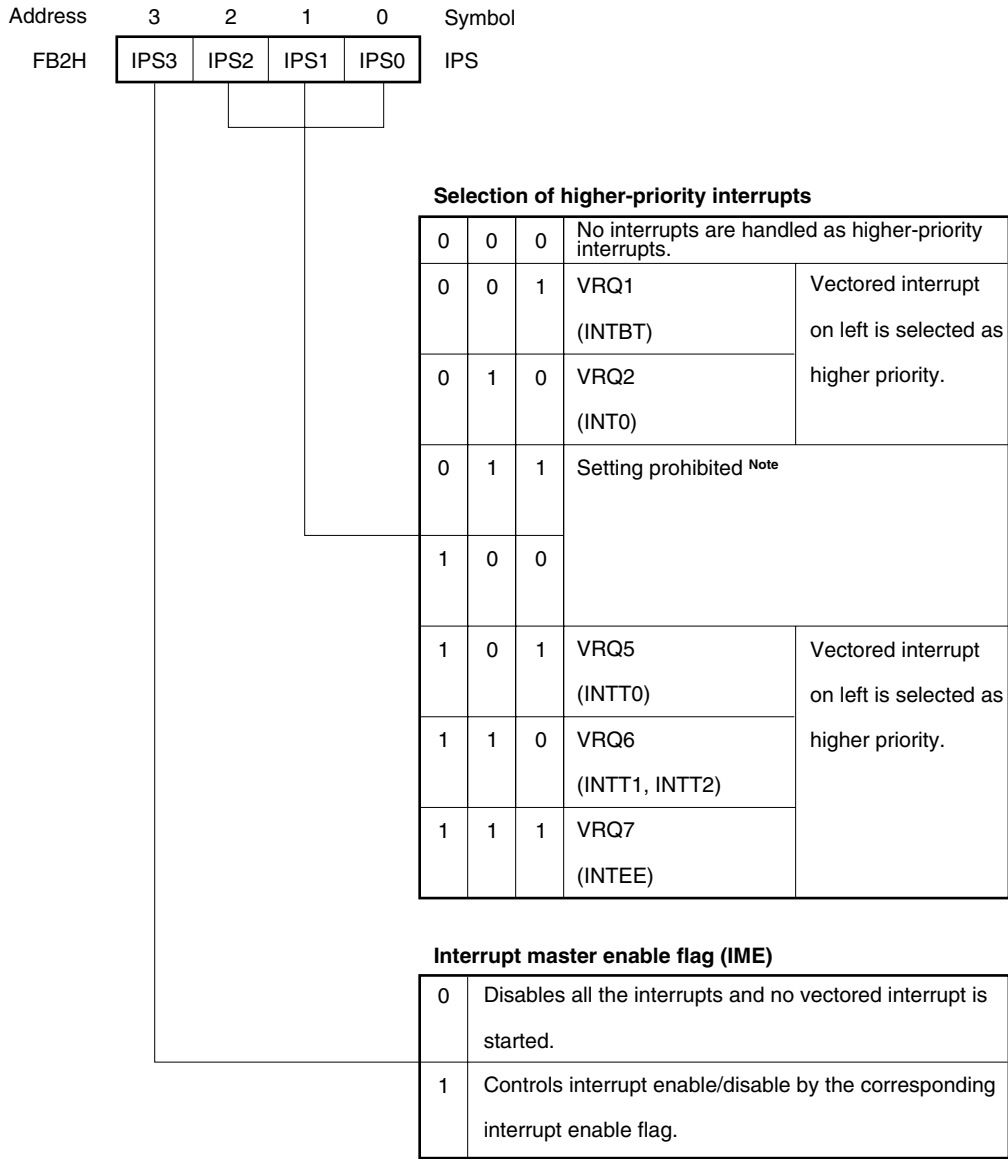 Address 3 2 1 0 Symbol
FB2H IPS3 IPS2 IPS1 IPS0 IPS
Selection of higher-priority interrupts
0 0 0 No interrupts are handled as higher-priority
interrupts.
0 0 1 VRQ1 Vectored interrupt
(INTBT) on left is selected as
0 1 0 VRQ2 higher priority.
(INT0)
0 1 1 Setting prohibited Note
1 0 0
1 0 1 VRQ5 Vectored interrupt
(INTT0) on left is selected as
1 1 0 VRQ6 higher priority.
(INTT1, INTT2)
1 1 1 VRQ7
(INTEE)
Interrupt master enable flag (IME)
0 Disables all the interrupts and no vectored interrupt is
started.
1 Controls interrupt enable/disable by the corresponding
interrupt enable flag.